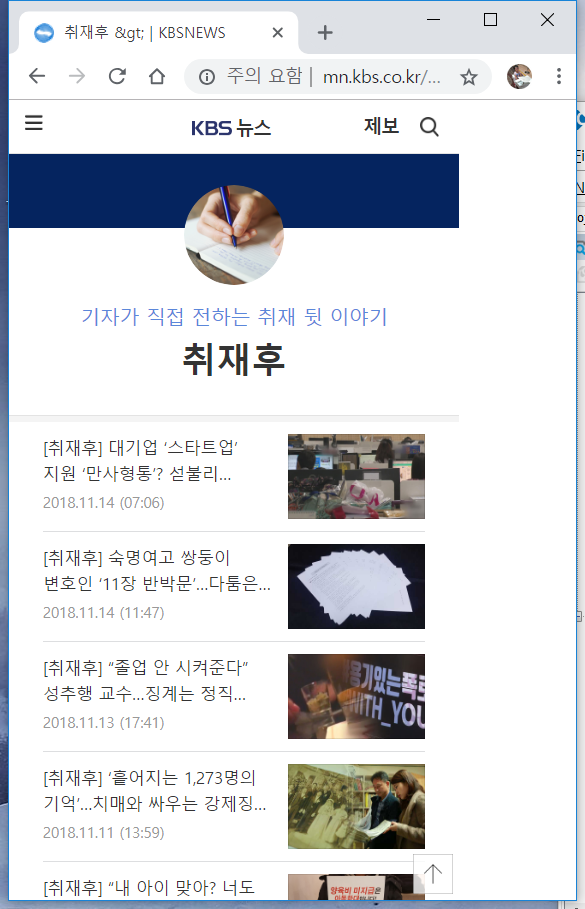 취재후 &gt; | KBSNEWS
주의 요함 | mn.kbs.co.kr/...
KBS 뉴스
제보
기자가 직접 전하는 취재 뒷 이야기
취재후
[취재후] 대기업 ‘스타트업’
지원 ‘만사형통’? 섣불리...
2018.11.14 (07:06)
[취재후] 숙명여고 쌍둥이
변호인 ‘11장 반박문’...다툼은...
2018.11.14 (11:47)
[취재후] “졸업 안 시켜준다”
성추행 교수...징계는 정직...
용기있는폭로
WITH_YOU
2018.11.13 (17:41)
[취재후] ‘흩어지는 1,273명의
기억’...치매와 싸우는 강제징...
2018.11.11 (13:59)
[취재후] “내 아이 맞아? 너도
양육비 미지급은